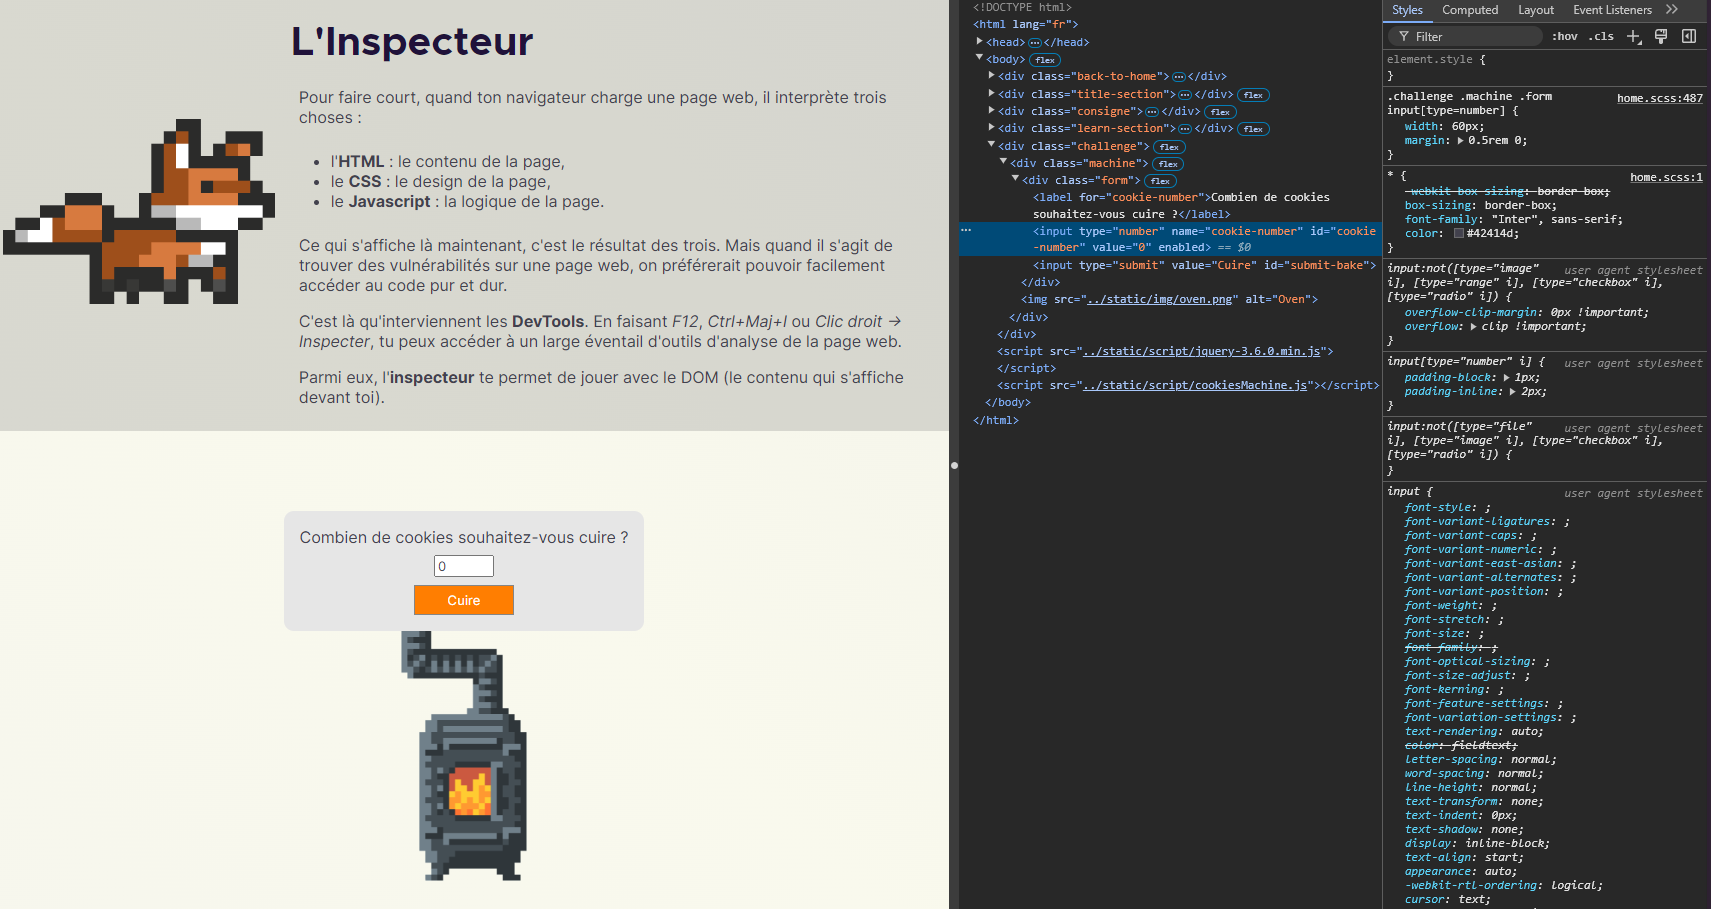 L'Inspecteur
Pour faire court, quand ton navigateur charge une page web, il interprète trois
choses :
• l'HTML : le contenu de la page,
• le CSS : le design de la page,
• le Javascript : la logique de la page.
Ce qui s'affiche là maintenant, c'est le résultat des trois. Mais quand il s'agit de
trouver des vulnérabilités sur une page web, on préférerait pouvoir facilement
accéder au code pur et dur.
C'est là qu'interviennent les DevTools. En faisant F12, Ctrl+Maj+I ou Clic droit →
Inspecter, tu peux accéder à un large éventail d'outils d'analyse de la page web.
Parmi eux, l'inspecteur te permet de jouer avec le DOM (le contenu qui s'affiche
devant toi).
Combien de cookies souhaitez-vous cuire ?
0
Cuire
<!DOCTYPE html>
<html lang="fr">
<head>…</head>
<body> flex
<div class="back-to-home">…</div>
<div class="title-section">…</div> flex
<div class="consigne">…</div> flex
<div class="learn-section">…</div> flex
<div class="challenge"> flex
<div class="machine"> flex
<div class="form"> flex
<label for="cookie-number">Combien de cookies
souhaitez-vous cuire ?</label>
<input type="number" name="cookie-number" id="cookie
-number" value="0" enabled> == $0
<input type="submit" value="Cuire" id="submit-bake">
</div>
<img src="../static/img/oven.png" alt="Oven">
</div>
</div>
<script src="../static/script/jquery-3.6.0.min.js">
</script>
<script src="../static/script/cookiesMachine.js"></script>
</body>
</html>
Styles Computed Layout Event Listeners
Filter :hov .cls
element.style {
}
.challenge .machine .form home.scss:487
input[type=number] {
width: 60px;
margin: 0.5rem 0;
}
* { home.scss:1
-webkit-box-sizing: border-box;
box-sizing: border-box;
font-family: "Inter", sans-serif;
color: #42414d;
}
input:not([type="image" user agent stylesheet
i], [type="range" i], [type="checkbox" i],
[type="radio" i]) {
overflow-clip-margin: 0px !important;
overflow: clip !important;
}
input[type="number" i] { user agent stylesheet
padding-block: 1px;
padding-inline: 2px;
}
input:not([type="file" user agent stylesheet
i], [type="image" i], [type="checkbox" i],
[type="radio" i]) {
}
input { user agent stylesheet
font-style: ;
font-variant-ligatures: ;
font-variant-caps: ;
font-variant-numeric: ;
font-variant-east-asian: ;
font-variant-alternates: ;
font-variant-position: ;
font-weight: ;
font-stretch: ;
font-size: ;
font-family: ;
font-optical-sizing: ;
font-size-adjust: ;
font-kerning: ;
font-feature-settings: ;
font-variation-settings: ;
text-rendering: auto;
color: fieldtext;
letter-spacing: normal;
word-spacing: normal;
line-height: normal;
text-transform: none;
text-indent: 0px;
text-shadow: none;
display: inline-block;
text-align: start;
appearance: auto;
-webkit-rtl-ordering: logical;
cursor: text;